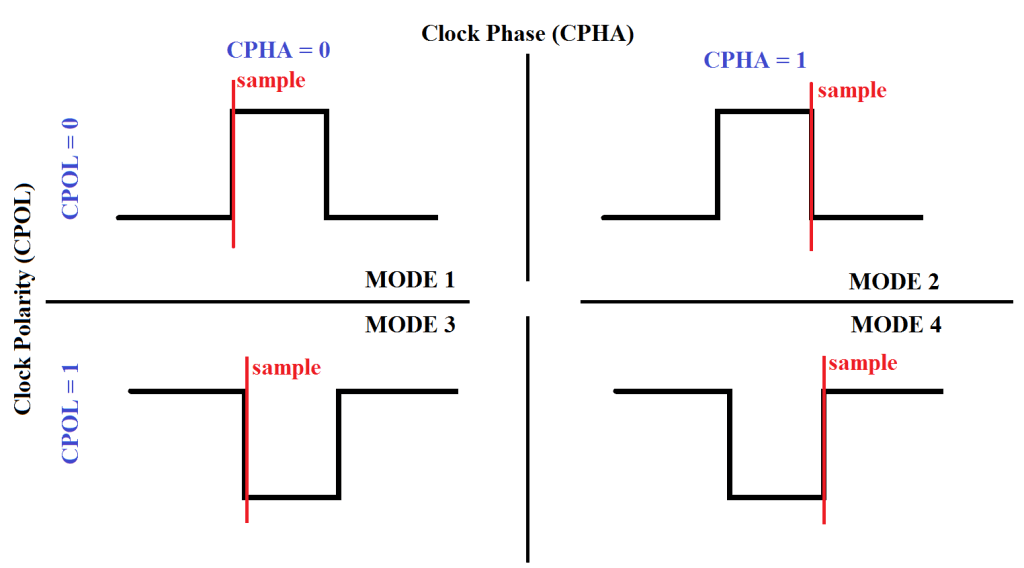 Clock Phase (CPHA)
CPHA = 0
CPHA = 1
sample
sample
CPOL = 0
Clock Polarity (CPOL)
MODE 1
MODE 2
MODE 3
MODE 4
sample
sample
CPOL = 1